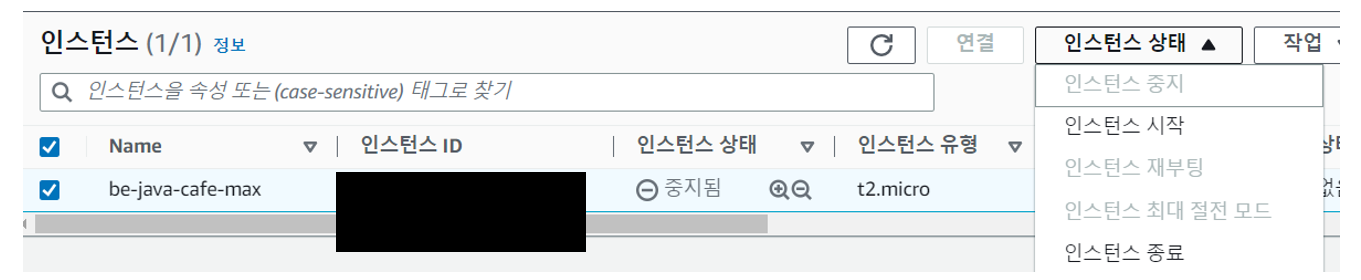 인스턴스 (1/1) 정보
연결
인스턴스 상태 ▲
작업
인스턴스을 속성 또는 (case-sensitive) 태그로 찾기
인스턴스 중지
인스턴스 시작
인스턴스 재부팅
인스턴스 최대 절전 모드
인스턴스 종료
Name
인스턴스 ID
인스턴스 상태
인스턴스 유형
be-java-cafe-max
중지됨
t2.micro